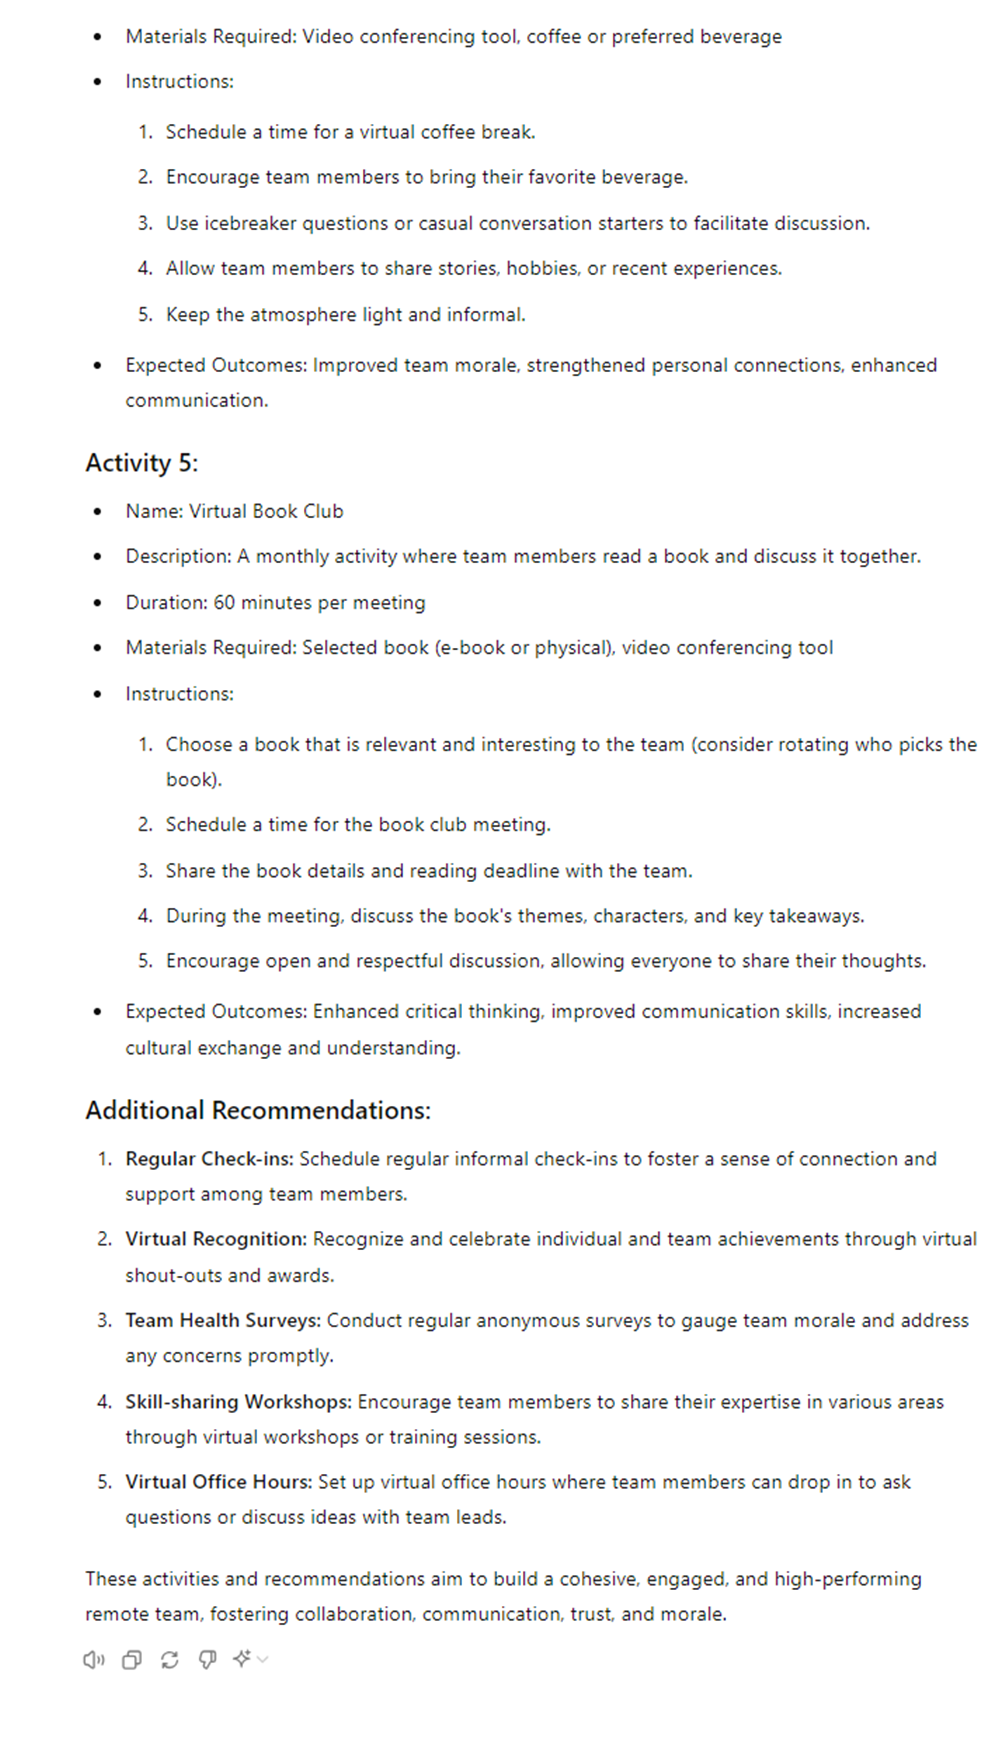 • Materials Required: Video conferencing tool, coffee or preferred beverage
• Instructions:
1. Schedule a time for a virtual coffee break.
2. Encourage team members to bring their favorite beverage.
3. Use icebreaker questions or casual conversation starters to facilitate discussion.
4. Allow team members to share stories, hobbies, or recent experiences.
5. Keep the atmosphere light and informal.
• Expected Outcomes: Improved team morale, strengthened personal connections, enhanced
communication.
Activity 5:
• Name: Virtual Book Club
• Description: A monthly activity where team members read a book and discuss it together.
• Duration: 60 minutes per meeting
• Materials Required: Selected book (e-book or physical), video conferencing tool
• Instructions:
1. Choose a book that is relevant and interesting to the team (consider rotating who picks the
book).
2. Schedule a time for the book club meeting.
3. Share the book details and reading deadline with the team.
4. During the meeting, discuss the book's themes, characters, and key takeaways.
5. Encourage open and respectful discussion, allowing everyone to share their thoughts.
• Expected Outcomes: Enhanced critical thinking, improved communication skills, increased
cultural exchange and understanding.
Additional Recommendations:
1. Regular Check-ins: Schedule regular informal check-ins to foster a sense of connection and
support among team members.
2. Virtual Recognition: Recognize and celebrate individual and team achievements through virtual
shout-outs and awards.
3. Team Health Surveys: Conduct regular anonymous surveys to gauge team morale and address
any concerns promptly.
4. Skill-sharing Workshops: Encourage team members to share their expertise in various areas
through virtual workshops or training sessions.
5. Virtual Office Hours: Set up virtual office hours where team members can drop in to ask
questions or discuss ideas with team leads.
These activities and recommendations aim to build a cohesive, engaged, and high-performing
remote team, fostering collaboration, communication, trust, and morale.